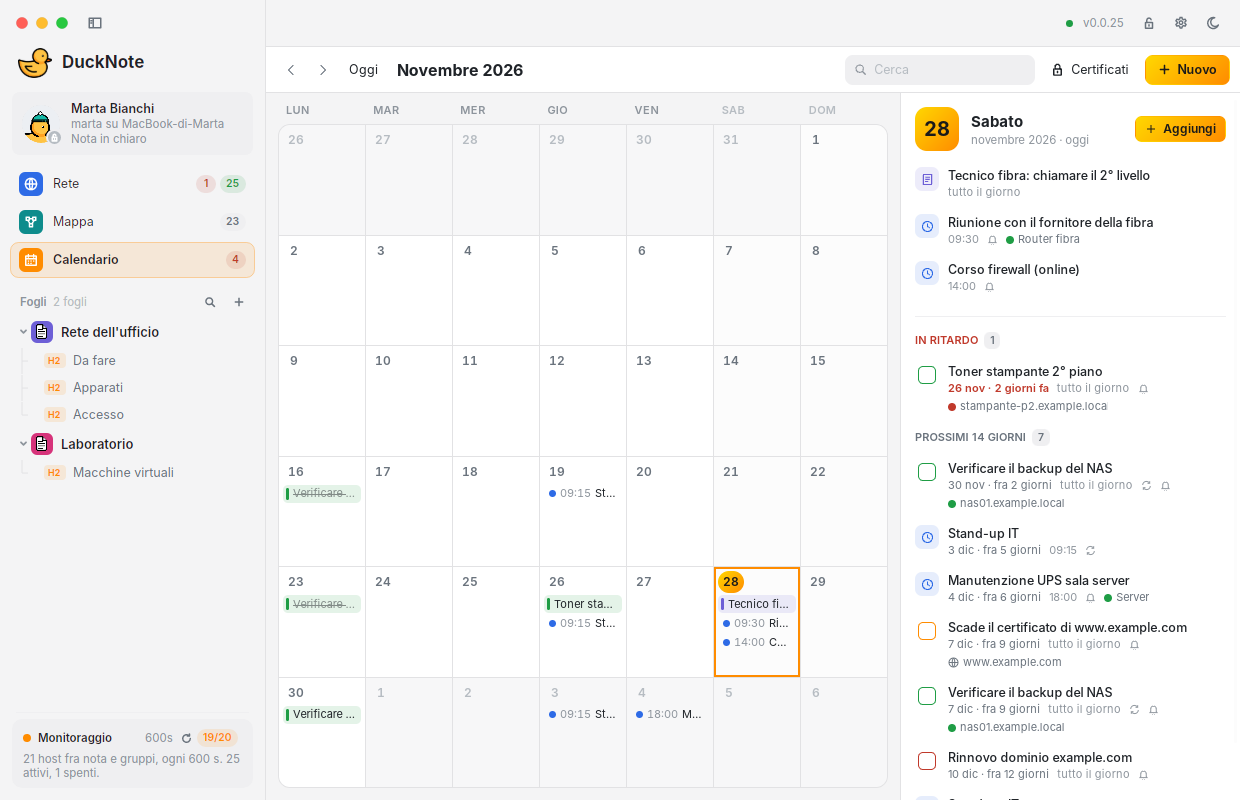 v0.0.25
DuckNote
Marta Bianchi
marta su MacBook-di-Marta
Nota in chiaro
Rete 1 25
Mappa 23
Calendario 4
Fogli 2 fogli
Rete dell'ufficio
H2 Da fare
H2 Apparati
H2 Accesso
Laboratorio
H2 Macchine virtuali
Monitoraggio 600s 19/20
21 host fra nota e gruppi, ogni 600 s. 25
attivi, 1 spenti.
Oggi Novembre 2026
Cerca
Certificati
+ Nuovo
LUN MAR MER GIO VEN SAB DOM
26 27 28 29 30 31 1
2 3 4 5 6 7 8
9 10 11 12 13 14 15
16 17 18 19 20 21 22
Verificare ... 09:15 St...
23 24 25 26 27 28 29
Verificare ... Toner sta... Tecnico fi...
09:15 St... 09:30 Ri...
14:00 C...
30 1 2 3 4 5 6
Verificare ... 09:15 St... 18:00 M...
28 Sabato
novembre 2026 · oggi
+ Aggiungi
Tecnico fibra: chiamare il 2° livello
tutto il giorno
Riunione con il fornitore della fibra
09:30 Router fibra
Corso firewall (online)
14:00
IN RITARDO 1
Toner stampante 2° piano
26 nov · 2 giorni fa tutto il giorno
stampante-p2.example.local
PROSSIMI 14 GIORNI 7
Verificare il backup del NAS
30 nov · fra 2 giorni tutto il giorno
nas01.example.local
Stand-up IT
3 dic · fra 5 giorni 09:15
Manutenzione UPS sala server
4 dic · fra 6 giorni 18:00 Server
Scade il certificato di www.example.com
7 dic · fra 9 giorni tutto il giorno
www.example.com
Verificare il backup del NAS
7 dic · fra 9 giorni tutto il giorno
nas01.example.local
Rinnovo dominio example.com
10 dic · fra 12 giorni tutto il giorno